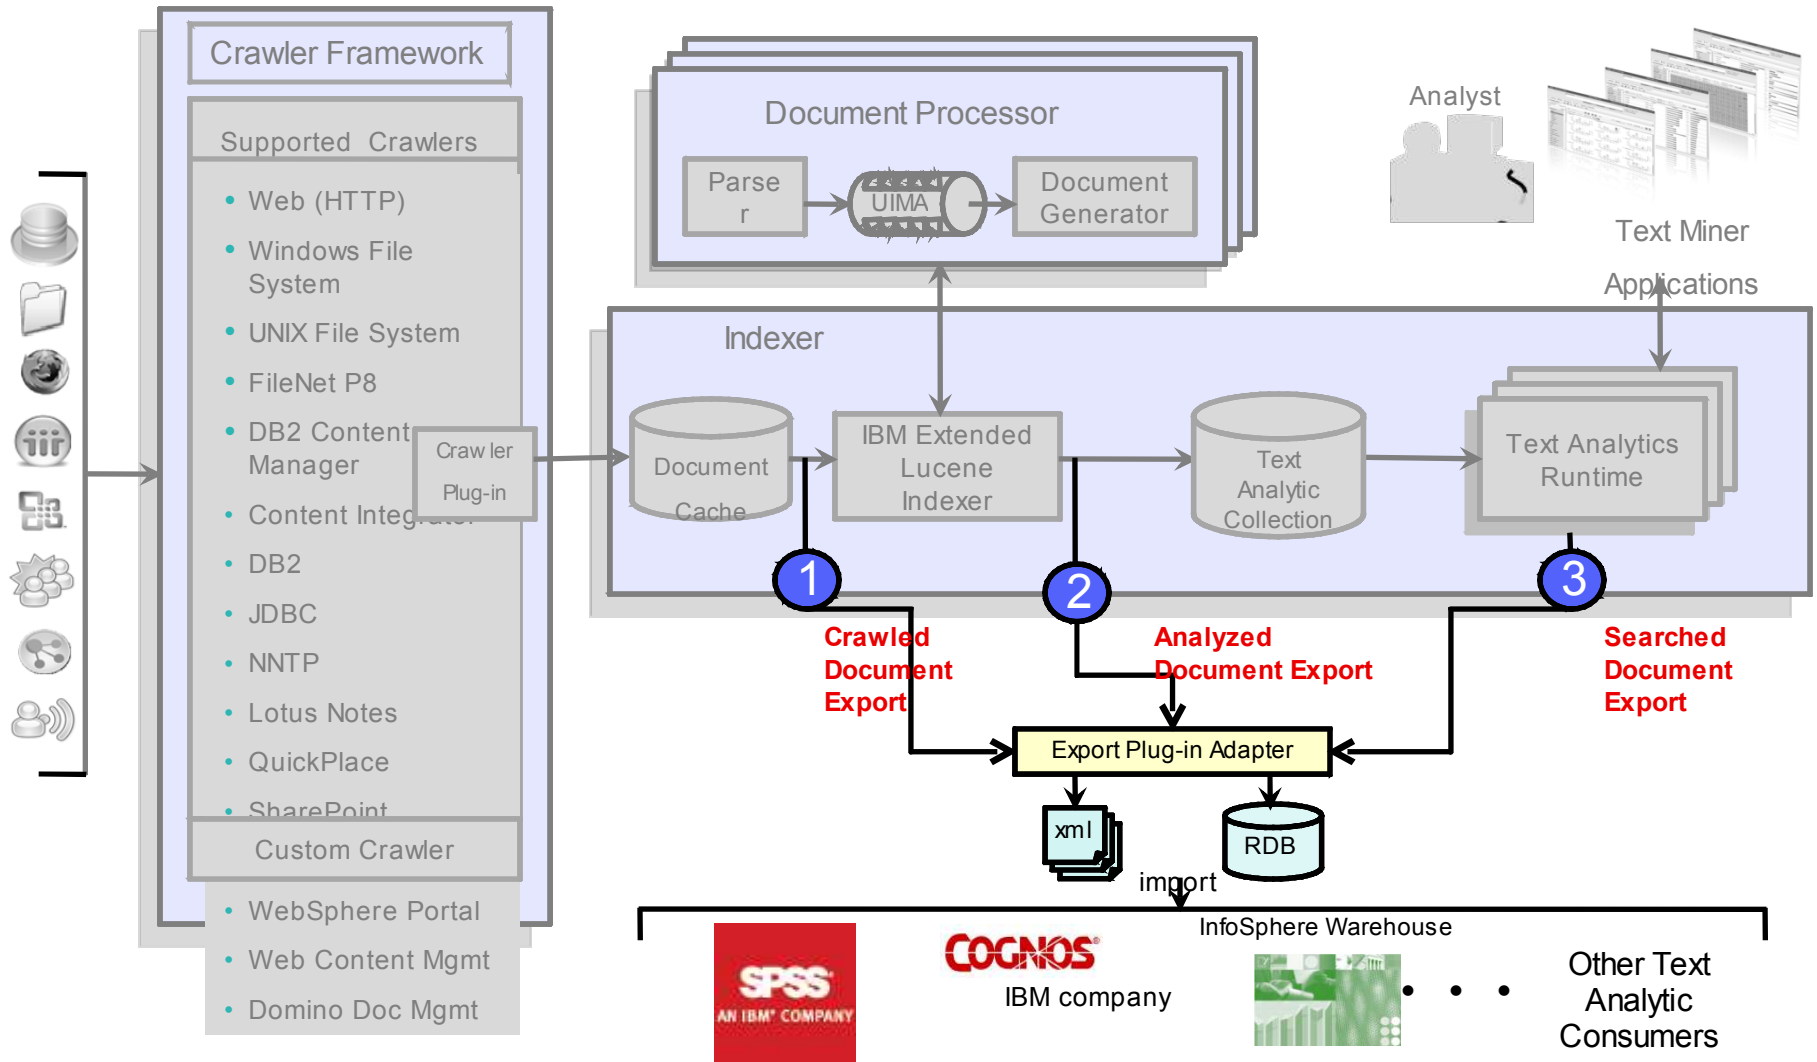 Crawler Framework
Supported Crawlers
• Web (HTTP)
• Windows File
System
• UNIX File System
• FileNet P8
• DB2 Content
Manager
• Content Integrator
• DB2
• JDBC
• NNTP
• Lotus Notes
• QuickPlace
• SharePoint
Custom Crawler
• WebSphere Portal
• Web Content Mgmt
• Domino Doc Mgmt
Crawler
Plug-in
Document Processor
Parse
r
UIMA
Document
Generator
Analyst
Text Miner
Applications
Indexer
Document
Cache
IBM Extended
Lucene
Indexer
Text
Analytic
Collection
Text Analytics
Runtime
1
2
3
Crawled
Document
Export
Analyzed
Document Export
Searched
Document
Export
Export Plug-in Adapter
xml
RDB
import
SPSS
AN IBM® COMPANY
COGNOS®
IBM company
InfoSphere Warehouse
• • •
Other Text
Analytic
Consumers